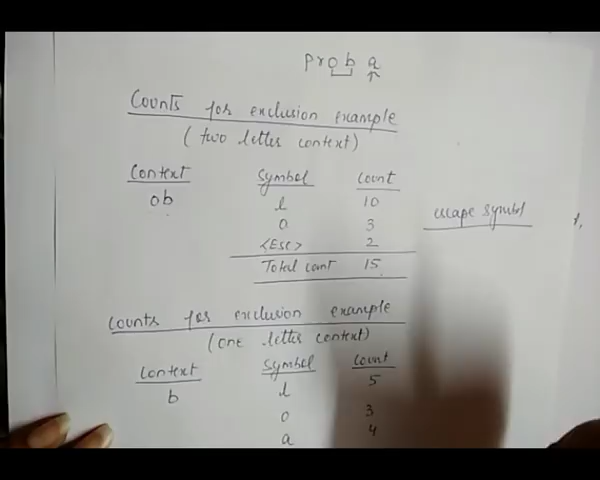 proba
Counts for exclusion example
(two letter context)
Context Symbol Count
ob l 10
o 3
<Esc> 2
Total count 15
escape symbol
Counts for exclusion example
(one letter context)
Context Symbol Count
b l 5
o 3
a 4